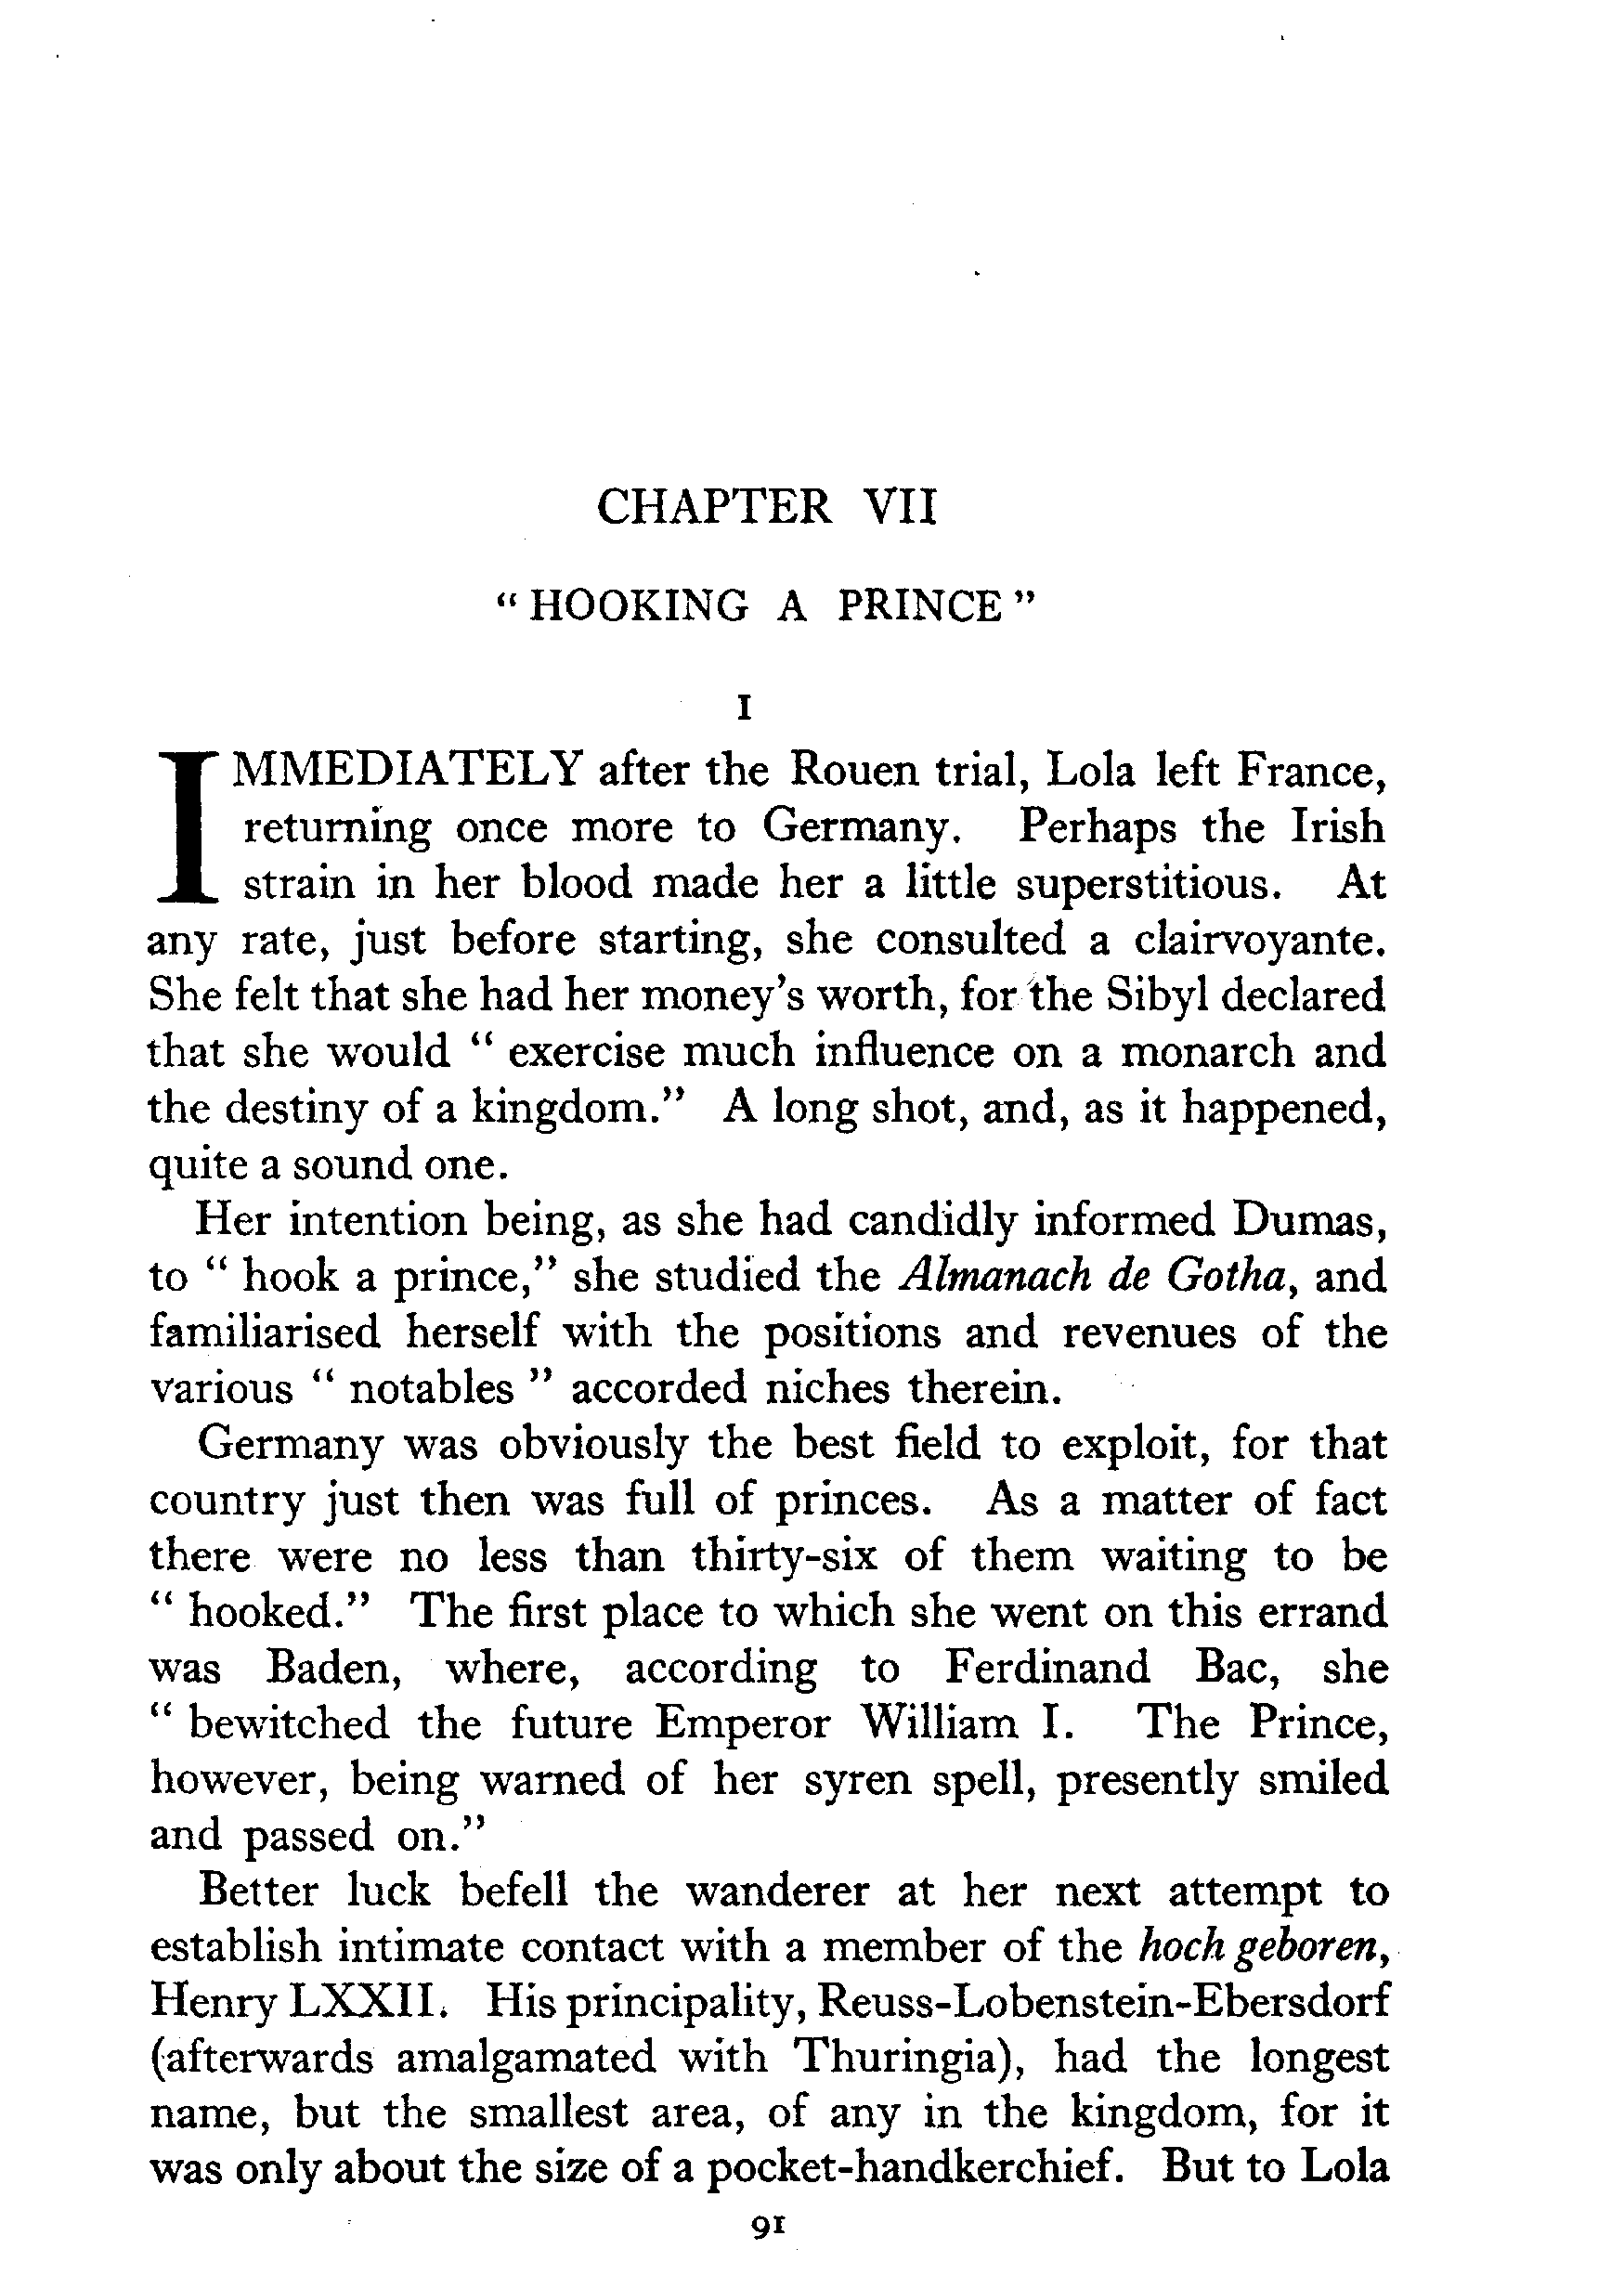 CHAPTER VII
" HOOKING A PRINCE "
I
IMMEDIATELY after the Rouen trial, Lola left France,
returning once more to Germany. Perhaps the Irish
strain in her blood made her a little superstitious. At
any rate, just before starting, she consulted a clairvoyante.
She felt that she had her money's worth, for the Sibyl declared
that she would " exercise much influence on a monarch and
the destiny of a kingdom." A long shot, and, as it happened,
quite a sound one.
Her intention being, as she had candidly informed Dumas,
to " hook a prince," she studied the Almanach de Gotha, and
familiarised herself with the positions and revenues of the
various " notables " accorded niches therein.
Germany was obviously the best field to exploit, for that
country just then was full of princes. As a matter of fact
there were no less than thirty-six of them waiting to be
" hooked." The first place to which she went on this errand
was Baden, where, according to Ferdinand Bac, she
" bewitched the future Emperor William I. The Prince,
however, being warned of her syren spell, presently smiled
and passed on."
Better luck befell the wanderer at her next attempt to
establish intimate contact with a member of the hoch geboren,
Henry LXXII. His principality, Reuss-Lobenstein-Ebersdorf
(afterwards amalgamated with Thuringia), had the longest
name, but the smallest area, of any in the kingdom, for it
was only about the size of a pocket-handkerchief. But to Lola
91